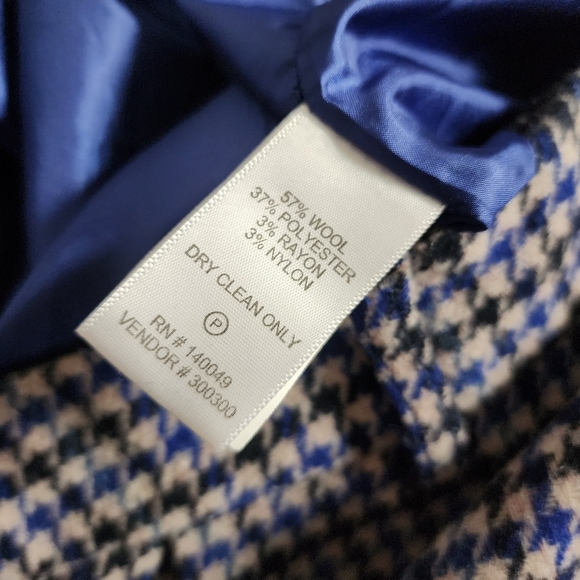 57% WOOL
37% POLYESTER
3% RAYON
3% NYLON
DRY CLEAN ONLY
P
RN # 140049
VENDOR # 300300